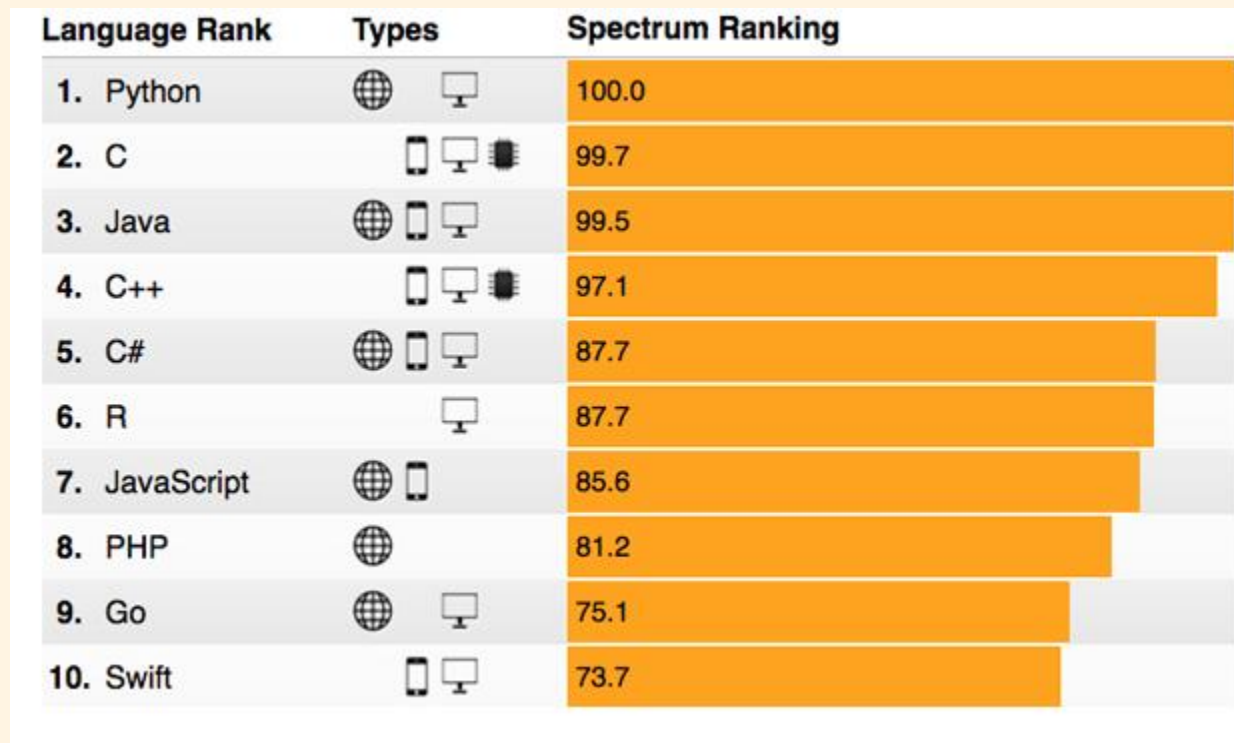 Language Rank Types Spectrum Ranking
1. Python 100.0
2. C 99.7
3. Java 99.5
4. C++ 97.1
5. C# 87.7
6. R 87.7
7. JavaScript 85.6
8. PHP 81.2
9. Go 75.1
10. Swift 73.7